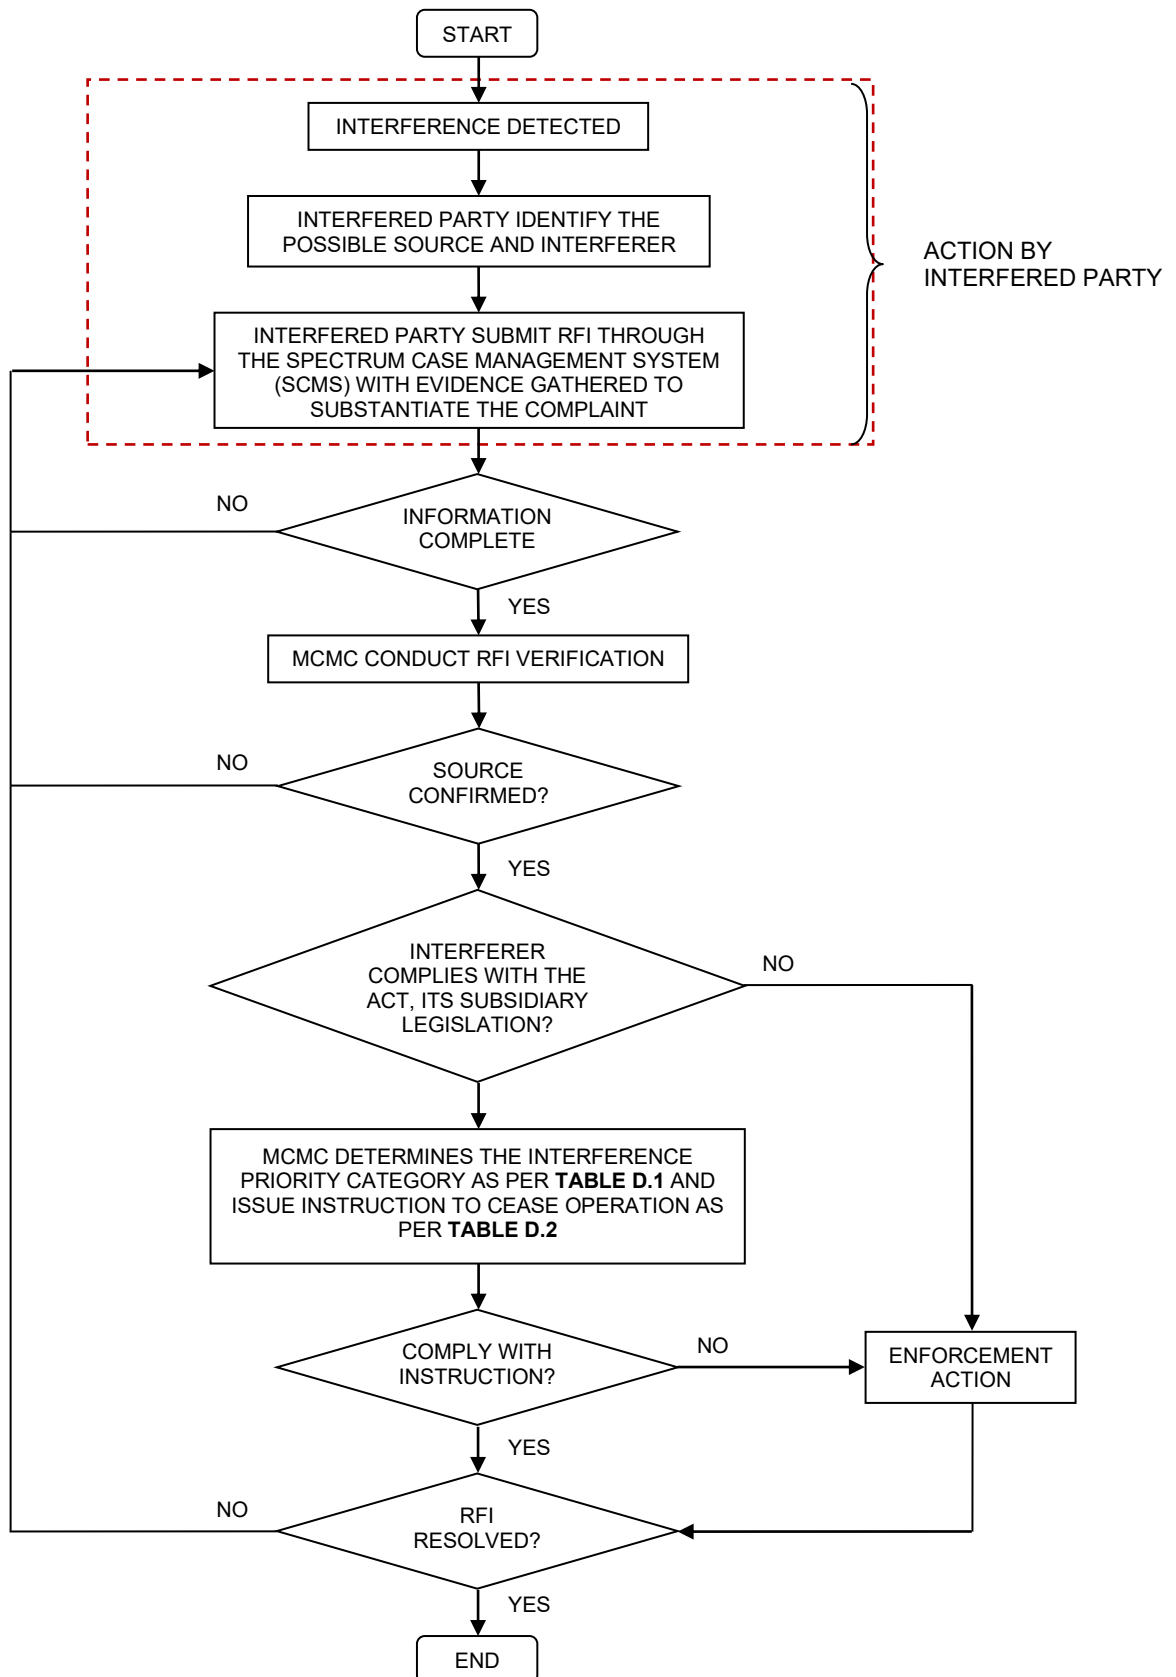 START
INTERFERENCE DETECTED
INTERFERED PARTY IDENTIFY THE
POSSIBLE SOURCE AND INTERFERER
ACTION BY
INTERFERED PARTY
INTERFERED PARTY SUBMIT RFI THROUGH
THE SPECTRUM CASE MANAGEMENT SYSTEM
(SCMS) WITH EVIDENCE GATHERED TO
SUBSTANTIATE THE COMPLAINT
NO
INFORMATION
COMPLETE
YES
MCMC CONDUCT RFI VERIFICATION
NO
SOURCE
CONFIRMED?
YES
INTERFERER
COMPLIES WITH THE
ACT, ITS SUBSIDIARY
LEGISLATION?
NO
MCMC DETERMINES THE INTERFERENCE
PRIORITY CATEGORY AS PER TABLE D.1 AND
ISSUE INSTRUCTION TO CEASE OPERATION AS
PER TABLE D.2
COMPLY WITH
INSTRUCTION?
NO
ENFORCEMENT
ACTION
YES
NO
RFI
RESOLVED?
YES
END